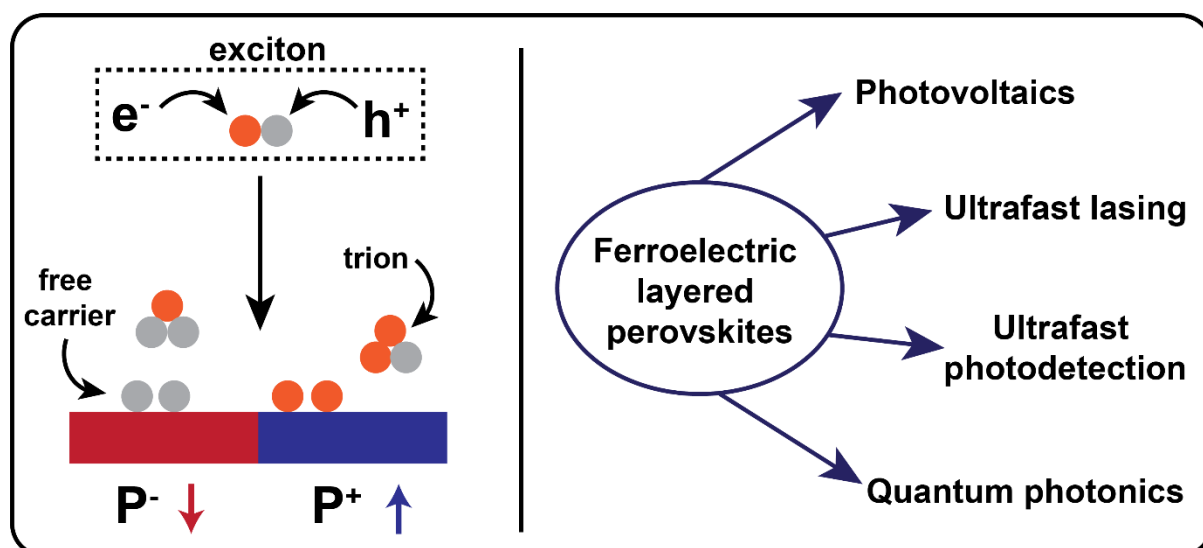 exciton
e⁻
h⁺
trion
free
carrier
P⁻
P⁺
Photovoltaics
Ultrafast lasing
Ferroelectric
layered
perovskites
Ultrafast
photodetection
Quantum photonics